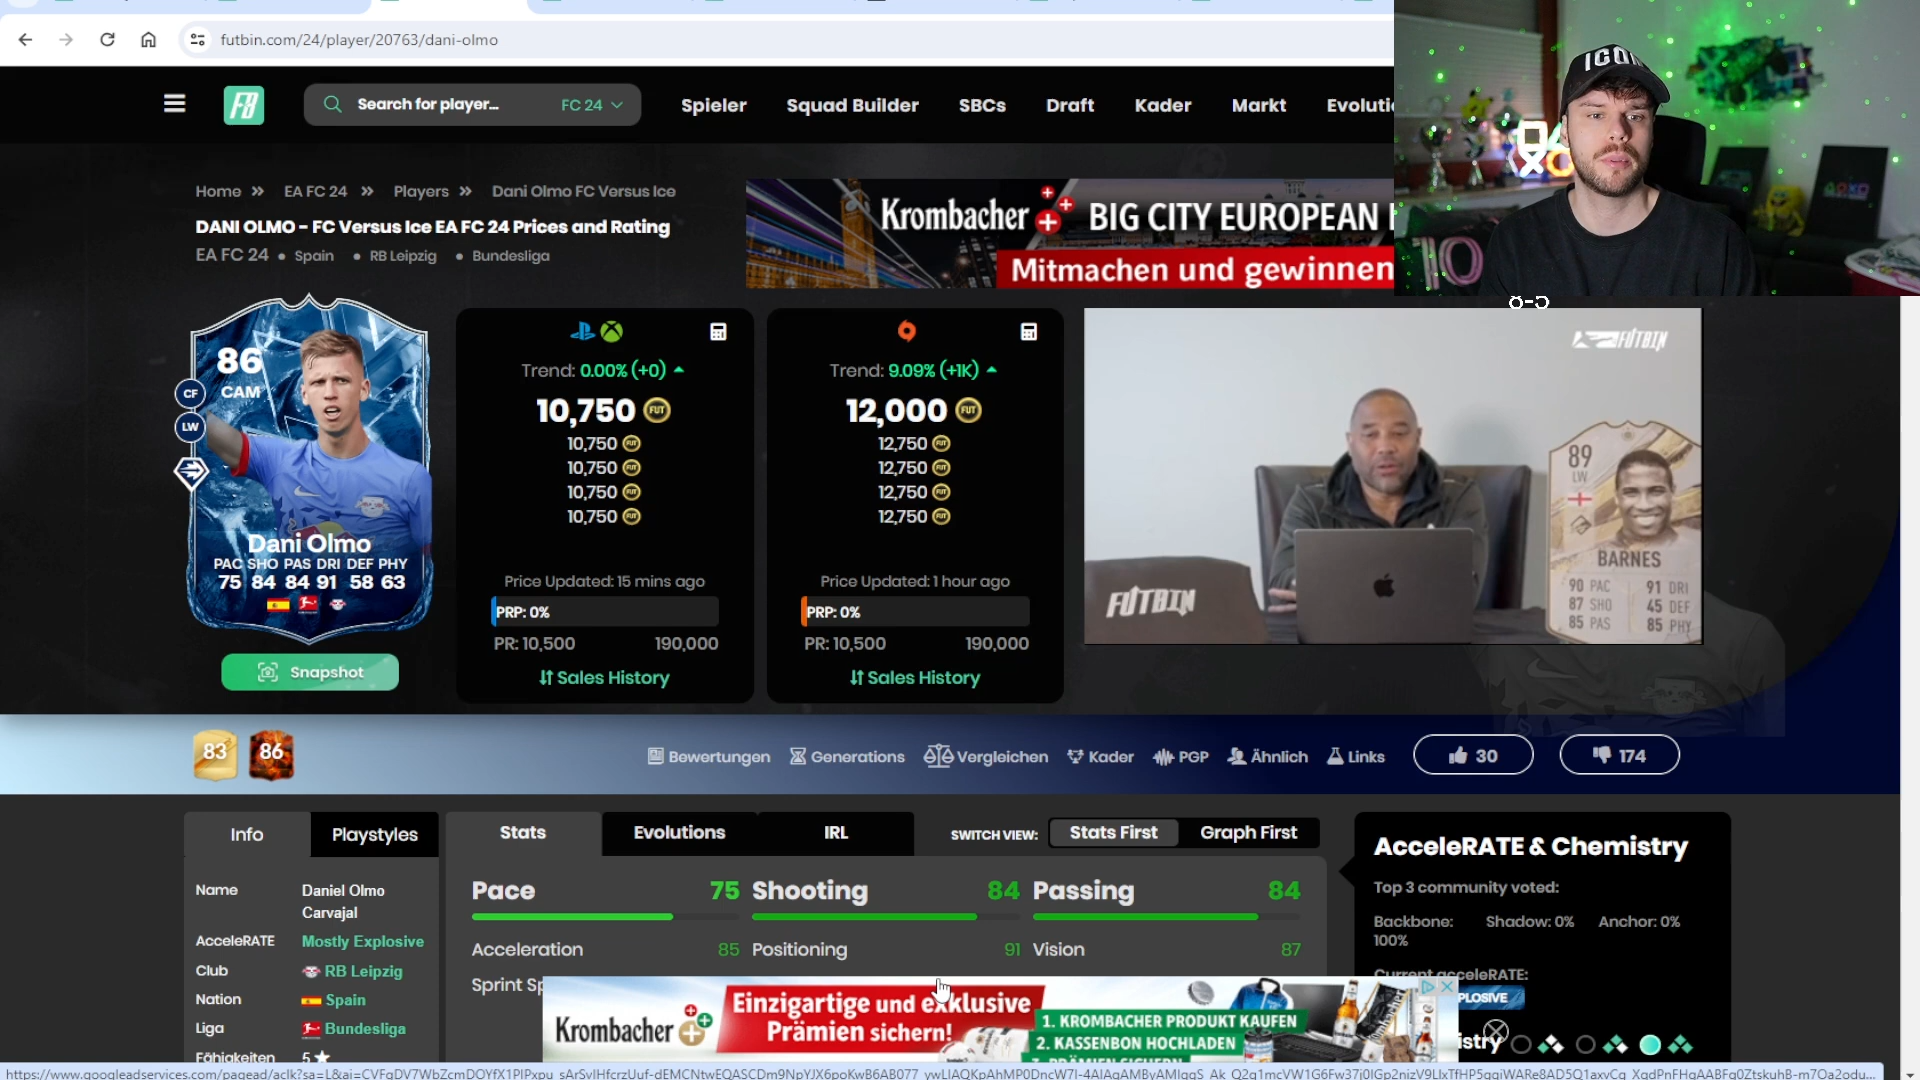 futbin.com/24/player/20763/dani-olmo
Search for player...
FC 24
Spieler
Squad Builder
SBCs
Draft
Kader
Markt
Home
EA FC 24
Players
Dani Olmo FC Versus Ice
DANI OLMO - FC Versus Ice EA FC 24 Prices and Rating
EA FC 24 • Spain • RB Leipzig • Bundesliga
Krombacher
BIG CITY EUROPEAN
Mitmachen und gewinnen
ICON
8-5
86
CAM
CF
LW
Dani Olmo
PAC SHO PAS DRI DEF PHY
75 84 84 91 58 63
Snapshot
Trend: 0.00% (+0)
10,750
10,750
10,750
10,750
10,750
Price Updated: 15 mins ago
PRP: 0%
PR: 10,500
190,000
Sales History
Trend: 9.09% (+1K)
12,000
12,750
12,750
12,750
12,750
Price Updated: 1 hour ago
PRP: 0%
PR: 10,500
190,000
Sales History
FUTBIN
FUTBIN
89
LW
BARNES
90 PAC
87 SHO
85 PAS
91 DRI
45 DEF
85 PHY
83
86
Bewertungen
Generations
Vergleichen
Kader
PGP
Ähnlich
Links
30
174
Info
Playstyles
Stats
Evolutions
IRL
SWITCH VIEW:
Stats First
Graph First
Name
Daniel Olmo
Carvajal
AcceleRATE
Mostly Explosive
Club
RB Leipzig
Nation
Spain
Liga
Bundesliga
Fähigkeiten
5
Pace 75
Shooting 84
Passing 84
Acceleration 85
Positioning 91
Vision 87
AcceleRATE & Chemistry
Top 3 community voted:
Backbone:
100%
Shadow: 0%
Anchor: 0%
Current acceleRATE:
Krombacher
Einzigartige und exklusive
Prämien sichern!
1. KROMBACHER PRODUKT KAUFEN
2. KASSENBON HOCHLADEN
3. PRÄMIEN SICHERN